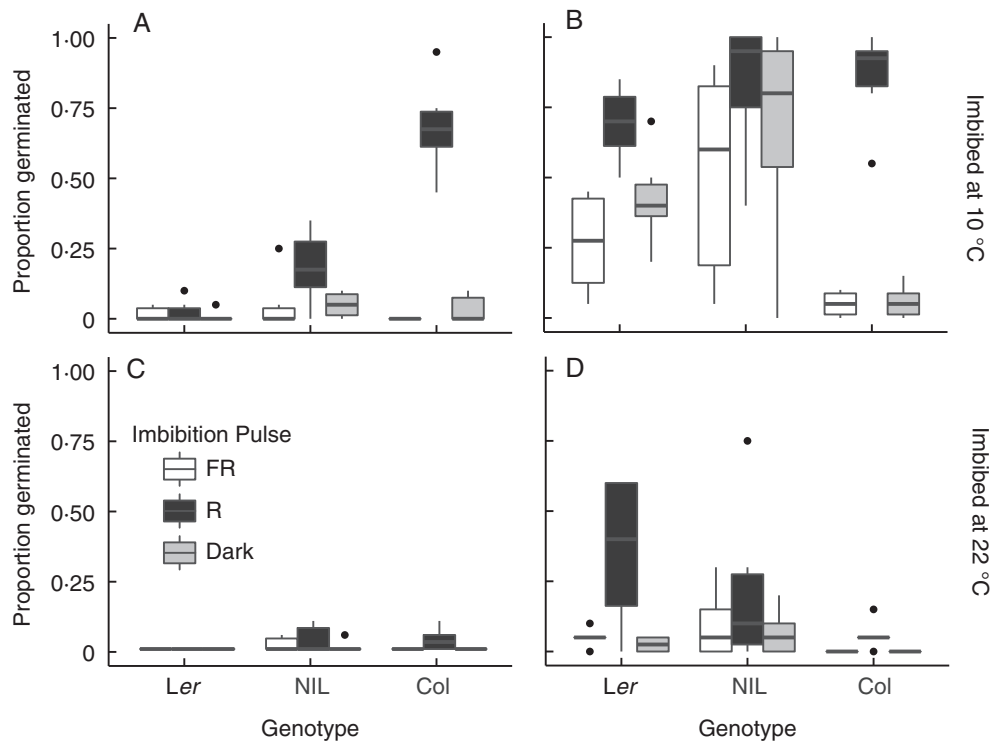 A
B
1·00
0·75
0·50
0·25
0
Proportion germinated
Imbibed at 10 °C
C
D
1·00
0·75
0·50
0·25
0
Proportion germinated
Imbibition Pulse
FR
R
Dark
Imbibed at 22 °C
Ler NIL Col
Ler NIL Col
Genotype
Genotype